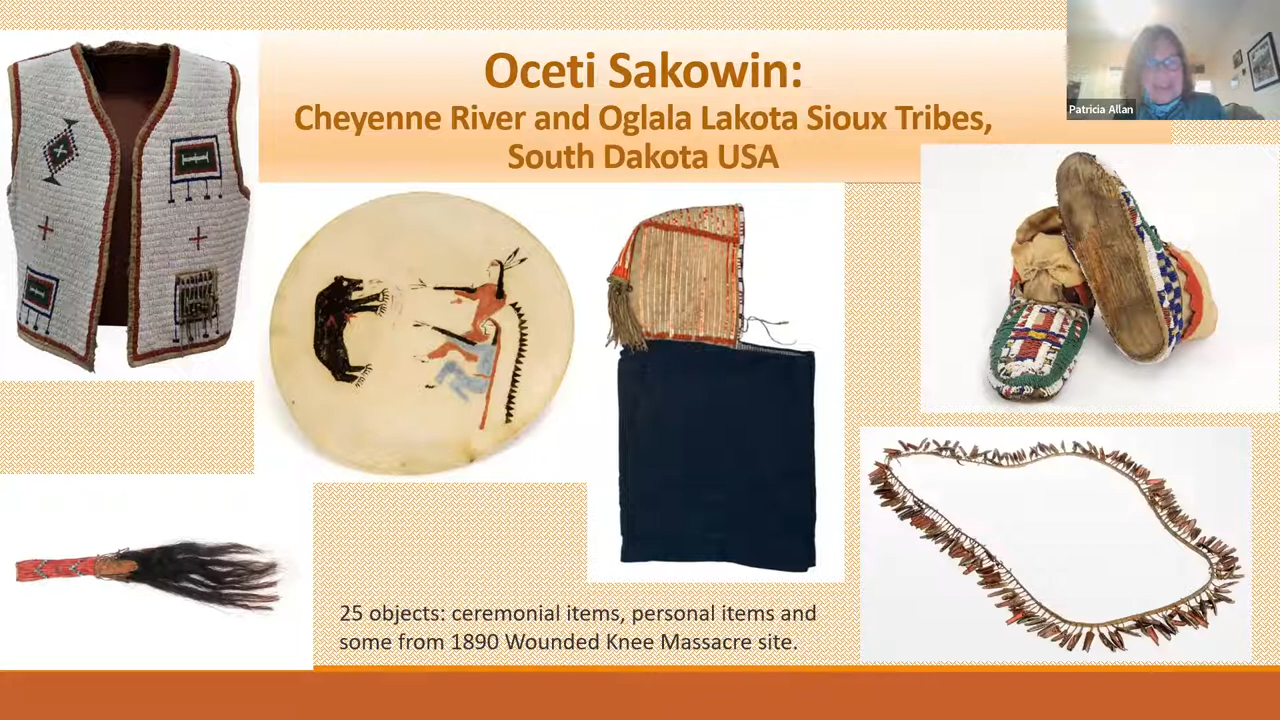 Oceti Sakowin:
Cheyenne River and Oglala Lakota Sioux Tribes,
South Dakota USA
Patricia Allan
25 objects: ceremonial items, personal items and
some from 1890 Wounded Knee Massacre site.